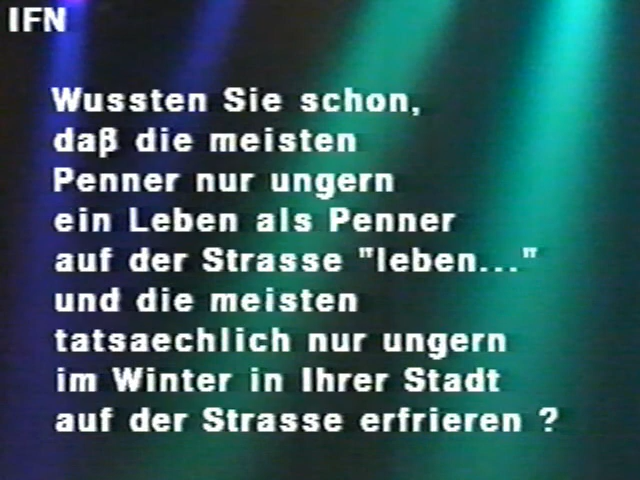 IFN
Wussten Sie schon,
daß die meisten
Penner nur ungern
ein Leben als Penner
auf der Strasse "leben..."
und die meisten
tatsaechlich nur ungern
im Winter in Ihrer Stadt
auf der Strasse erfrieren ?